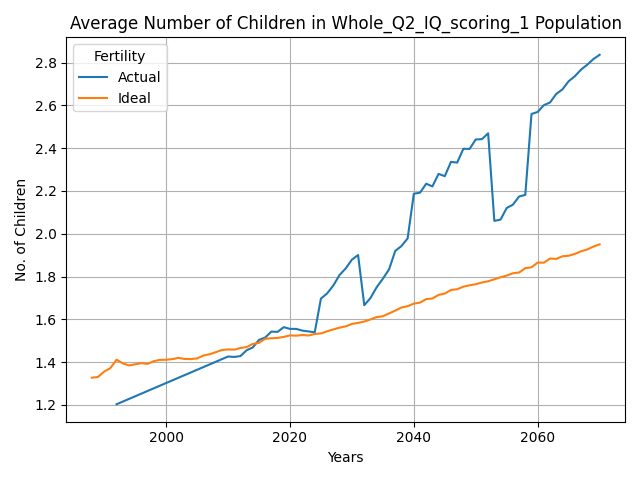 Average Number of Children in Whole_Q2_IQ_scoring_1 Population
Fertility
Actual
Ideal
No. of Children
2.8
2.6
2.4
2.2
2.0
1.8
1.6
1.4
1.2
2000
2020
2040
2060
Years